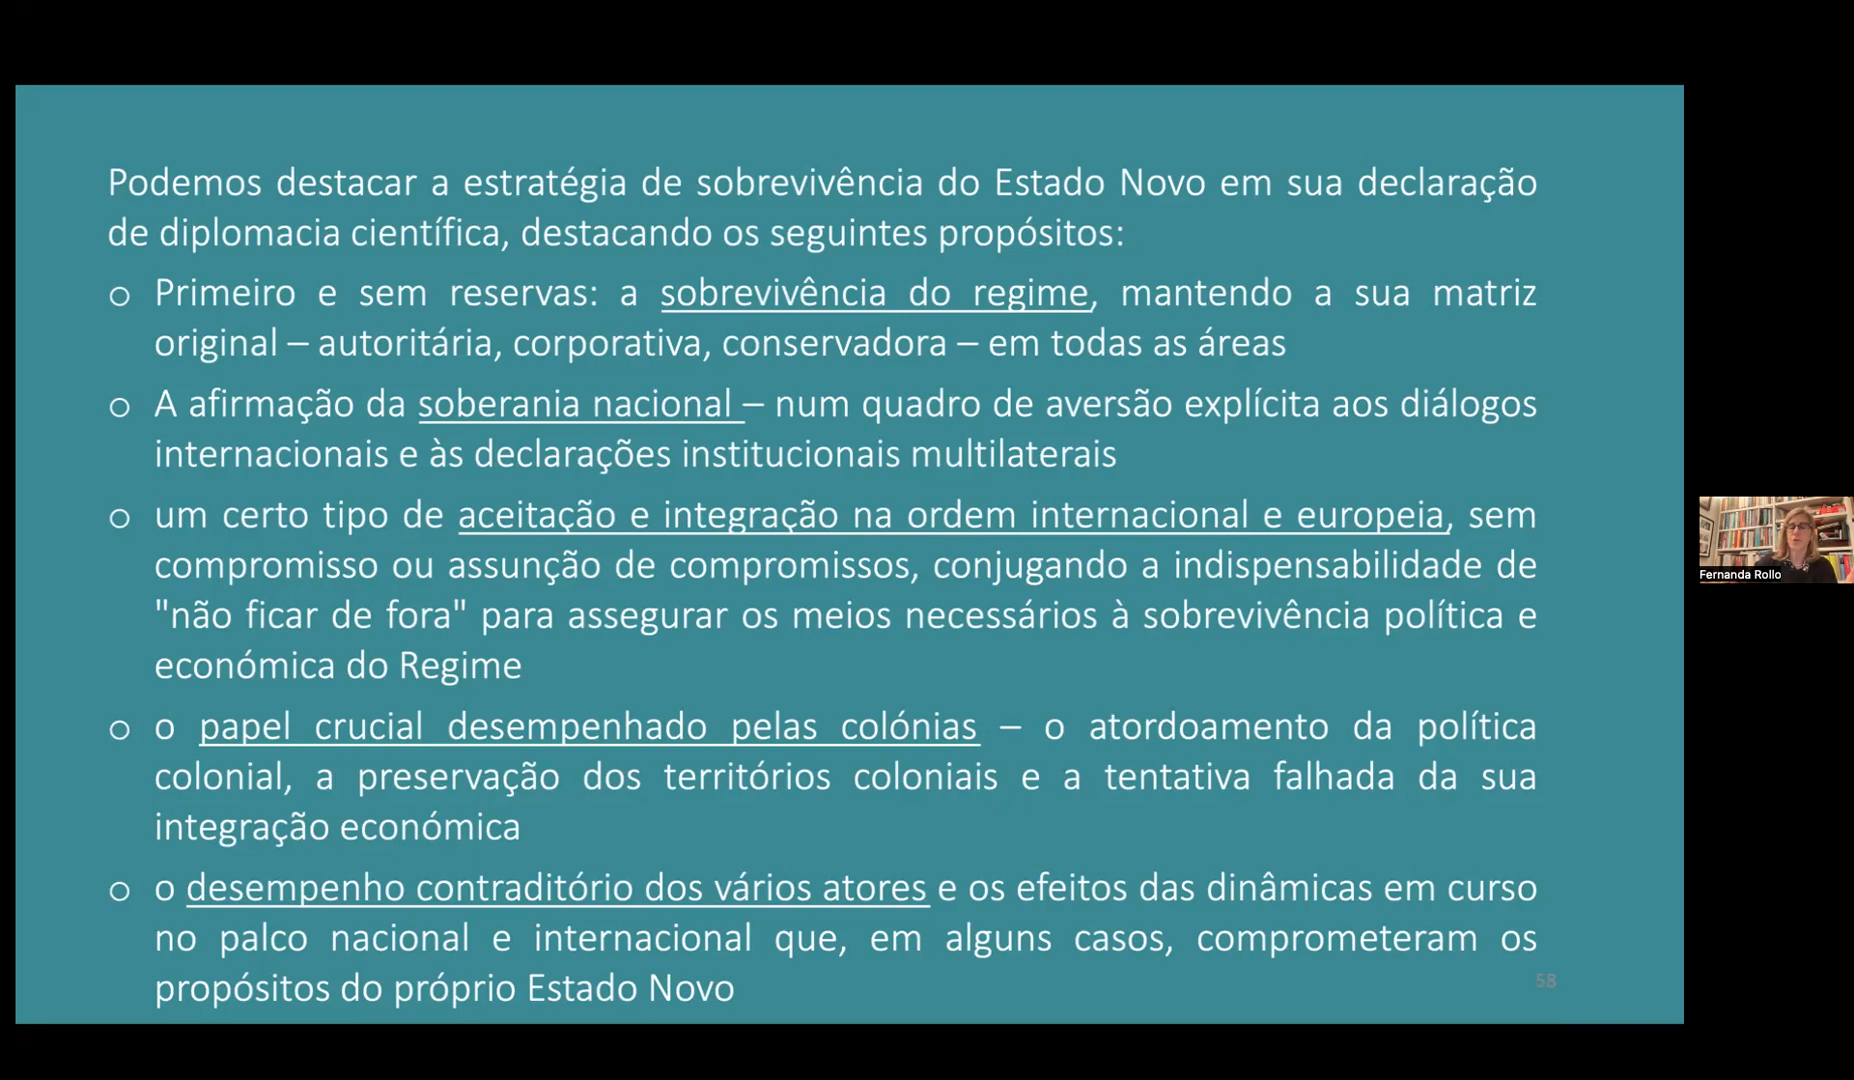 Podemos destacar a estratégia de sobrevivência do Estado Novo em sua declaração
de diplomacia científica, destacando os seguintes propósitos:
o Primeiro e sem reservas: a sobrevivência do regime, mantendo a sua matriz
original – autoritária, corporativa, conservadora – em todas as áreas
o A afirmação da soberania nacional – num quadro de aversão explícita aos diálogos
internacionais e às declarações institucionais multilaterais
o um certo tipo de aceitação e integração na ordem internacional e europeia, sem
compromisso ou assunção de compromissos, conjugando a indispensabilidade de
"não ficar de fora" para assegurar os meios necessários à sobrevivência política e
económica do Regime
o o papel crucial desempenhado pelas colónias – o atordoamento da política
colonial, a preservação dos territórios coloniais e a tentativa falhada da sua
integração económica
o o desempenho contraditório dos vários atores e os efeitos das dinâmicas em curso
no palco nacional e internacional que, em alguns casos, comprometeram os
propósitos do próprio Estado Novo
58
Fernanda Rollo